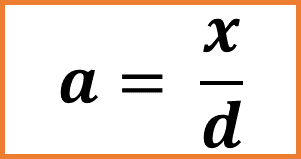 a = x/d